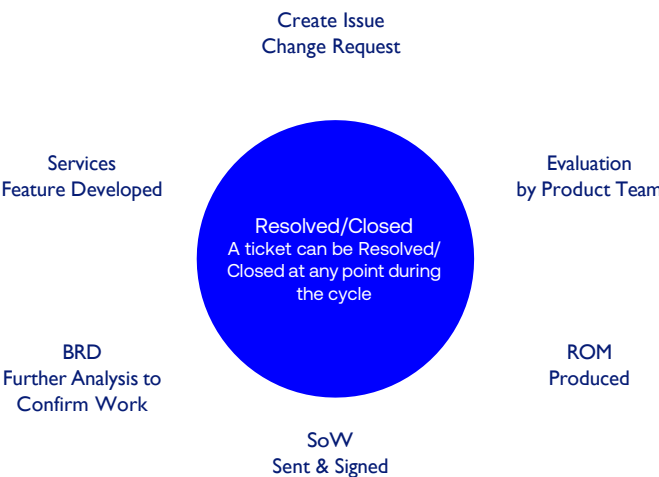 Create Issue
Change Request
Services
Feature Developed
Evaluation
by Product Team
Resolved/Closed
A ticket can be Resolved/
Closed at any point during
the cycle
BRD
Further Analysis to
Confirm Work
ROM
Produced
SoW
Sent & Signed